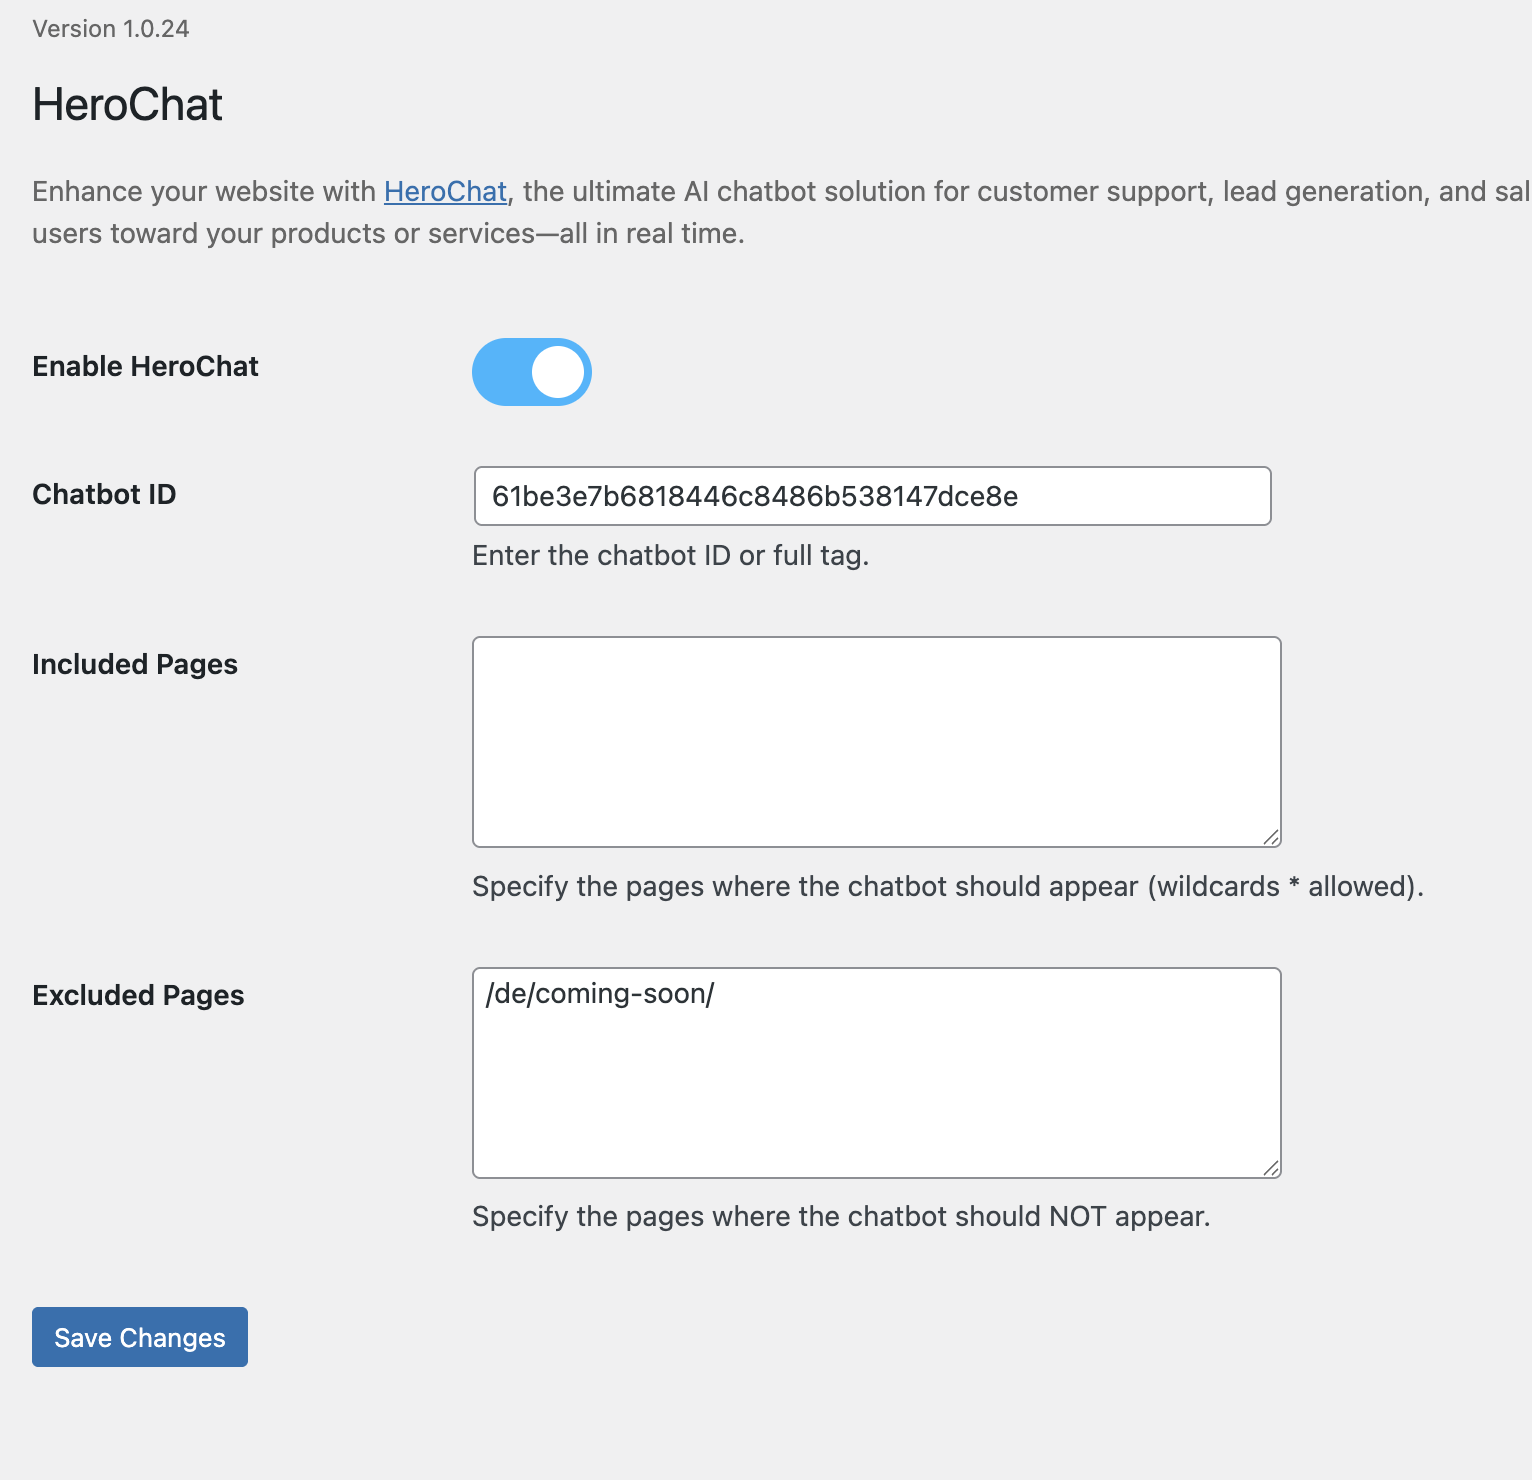 Version 1.0.24
HeroChat
Enhance your website with HeroChat, the ultimate AI chatbot solution for customer support, lead generation, and sal
users toward your products or services—all in real time.
Enable HeroChat
Chatbot ID
61be3e7b6818446c8486b538147dce8e
Enter the chatbot ID or full tag.
Included Pages
Specify the pages where the chatbot should appear (wildcards * allowed).
Excluded Pages
/de/coming-soon/
Specify the pages where the chatbot should NOT appear.
Save Changes